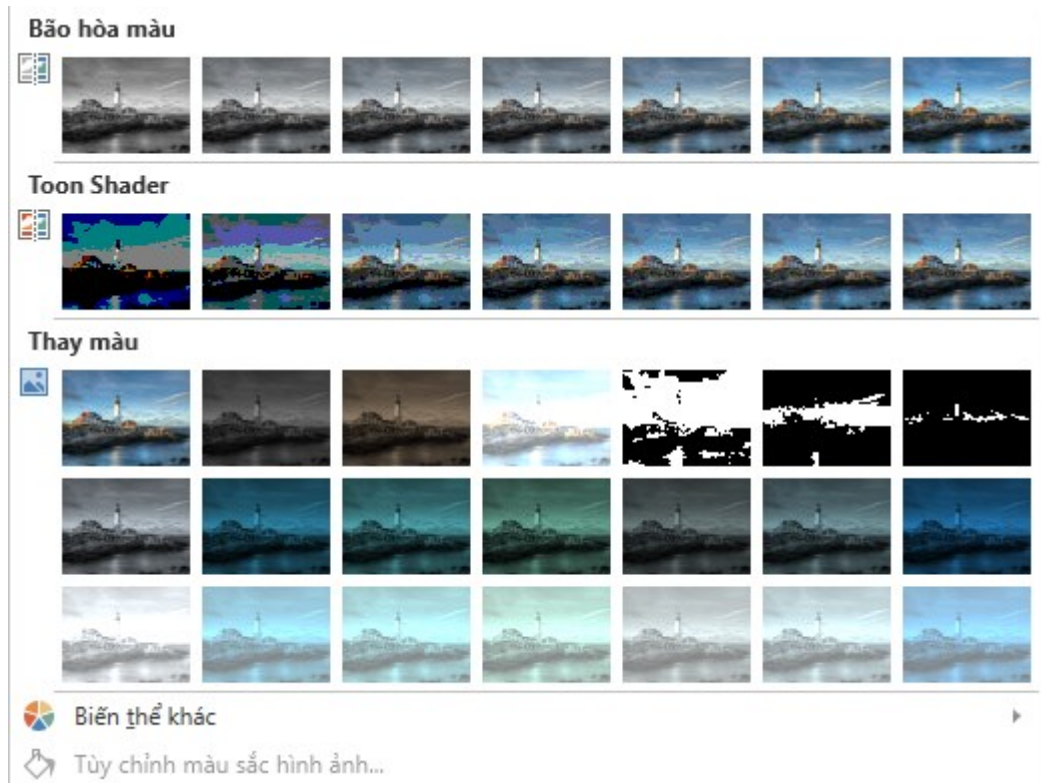 Bão hòa màu
Toon Shader
Thay màu
Biến thể khác
Tùy chỉnh màu sắc hình ảnh...